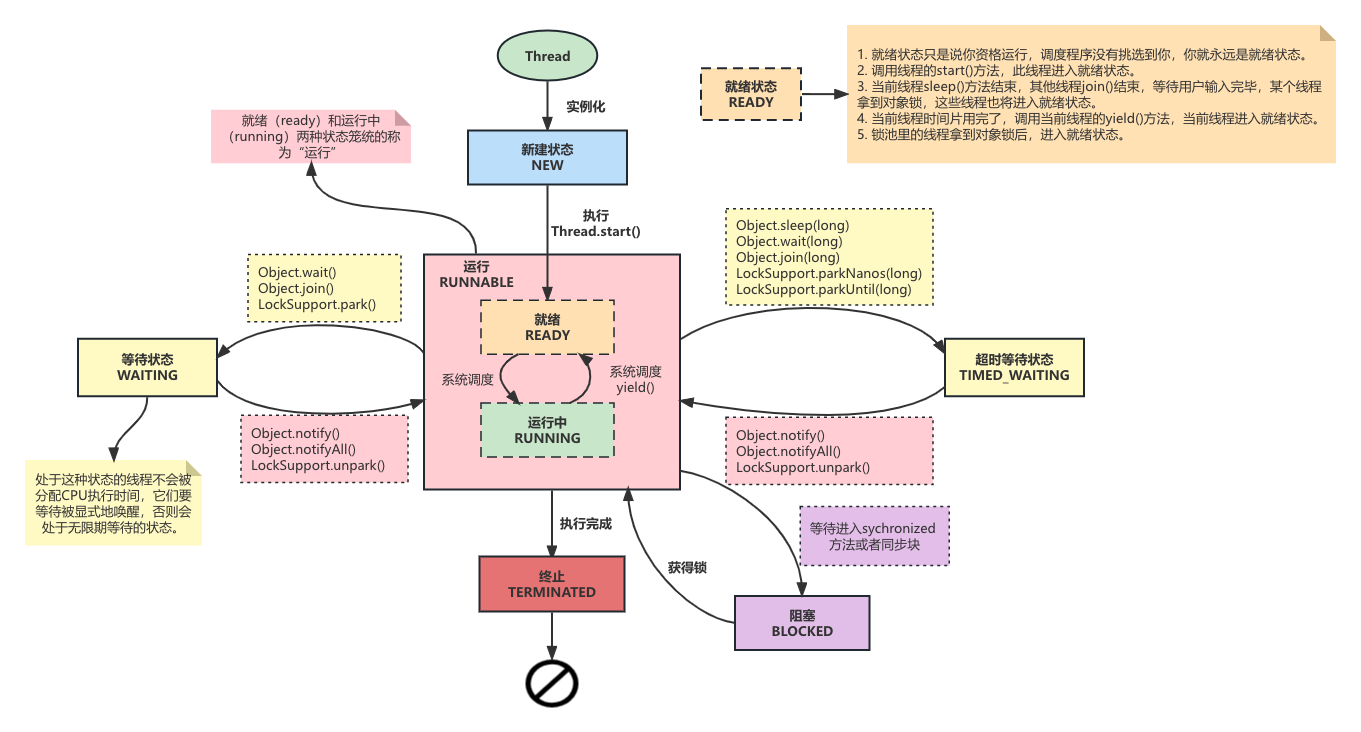 Thread
实例化
新建状态
NEW
执行
Thread.start()
就绪（ready）和运行中
（running）两种状态笼统的称
为“运行”
就绪状态
READY
1. 就绪状态只是说你资格运行，调度程序没有挑选到你，你就永远是就绪状态。
2. 调用线程的start()方法，此线程进入就绪状态。
3. 当前线程sleep()方法结束，其他线程join()结束，等待用户输入完毕，某个线程
拿到对象锁，这些线程也将进入就绪状态。
4. 当前线程时间片用完了，调用当前线程的yield()方法，当前线程进入就绪状态。
5. 锁池里的线程拿到对象锁后，进入就绪状态。
Object.wait()
Object.join()
LockSupport.park()
运行
RUNNABLE
就绪
READY
系统调度
系统调度
yield()
运行中
RUNNING
Object.sleep(long)
Object.wait(long)
Object.join(long)
LockSupport.parkNanos(long)
LockSupport.parkUntil(long)
等待状态
WAITING
超时等待状态
TIMED_WAITING
Object.notify()
Object.notifyAll()
LockSupport.unpark()
Object.notify()
Object.notifyAll()
LockSupport.unpark()
处于这种状态的线程不会被
分配CPU执行时间，它们要
等待被显式地唤醒，否则会
处于无限期等待的状态。
执行完成
等待进入sychronized
方法或者同步块
获得锁
终止
TERMINATED
阻塞
BLOCKED